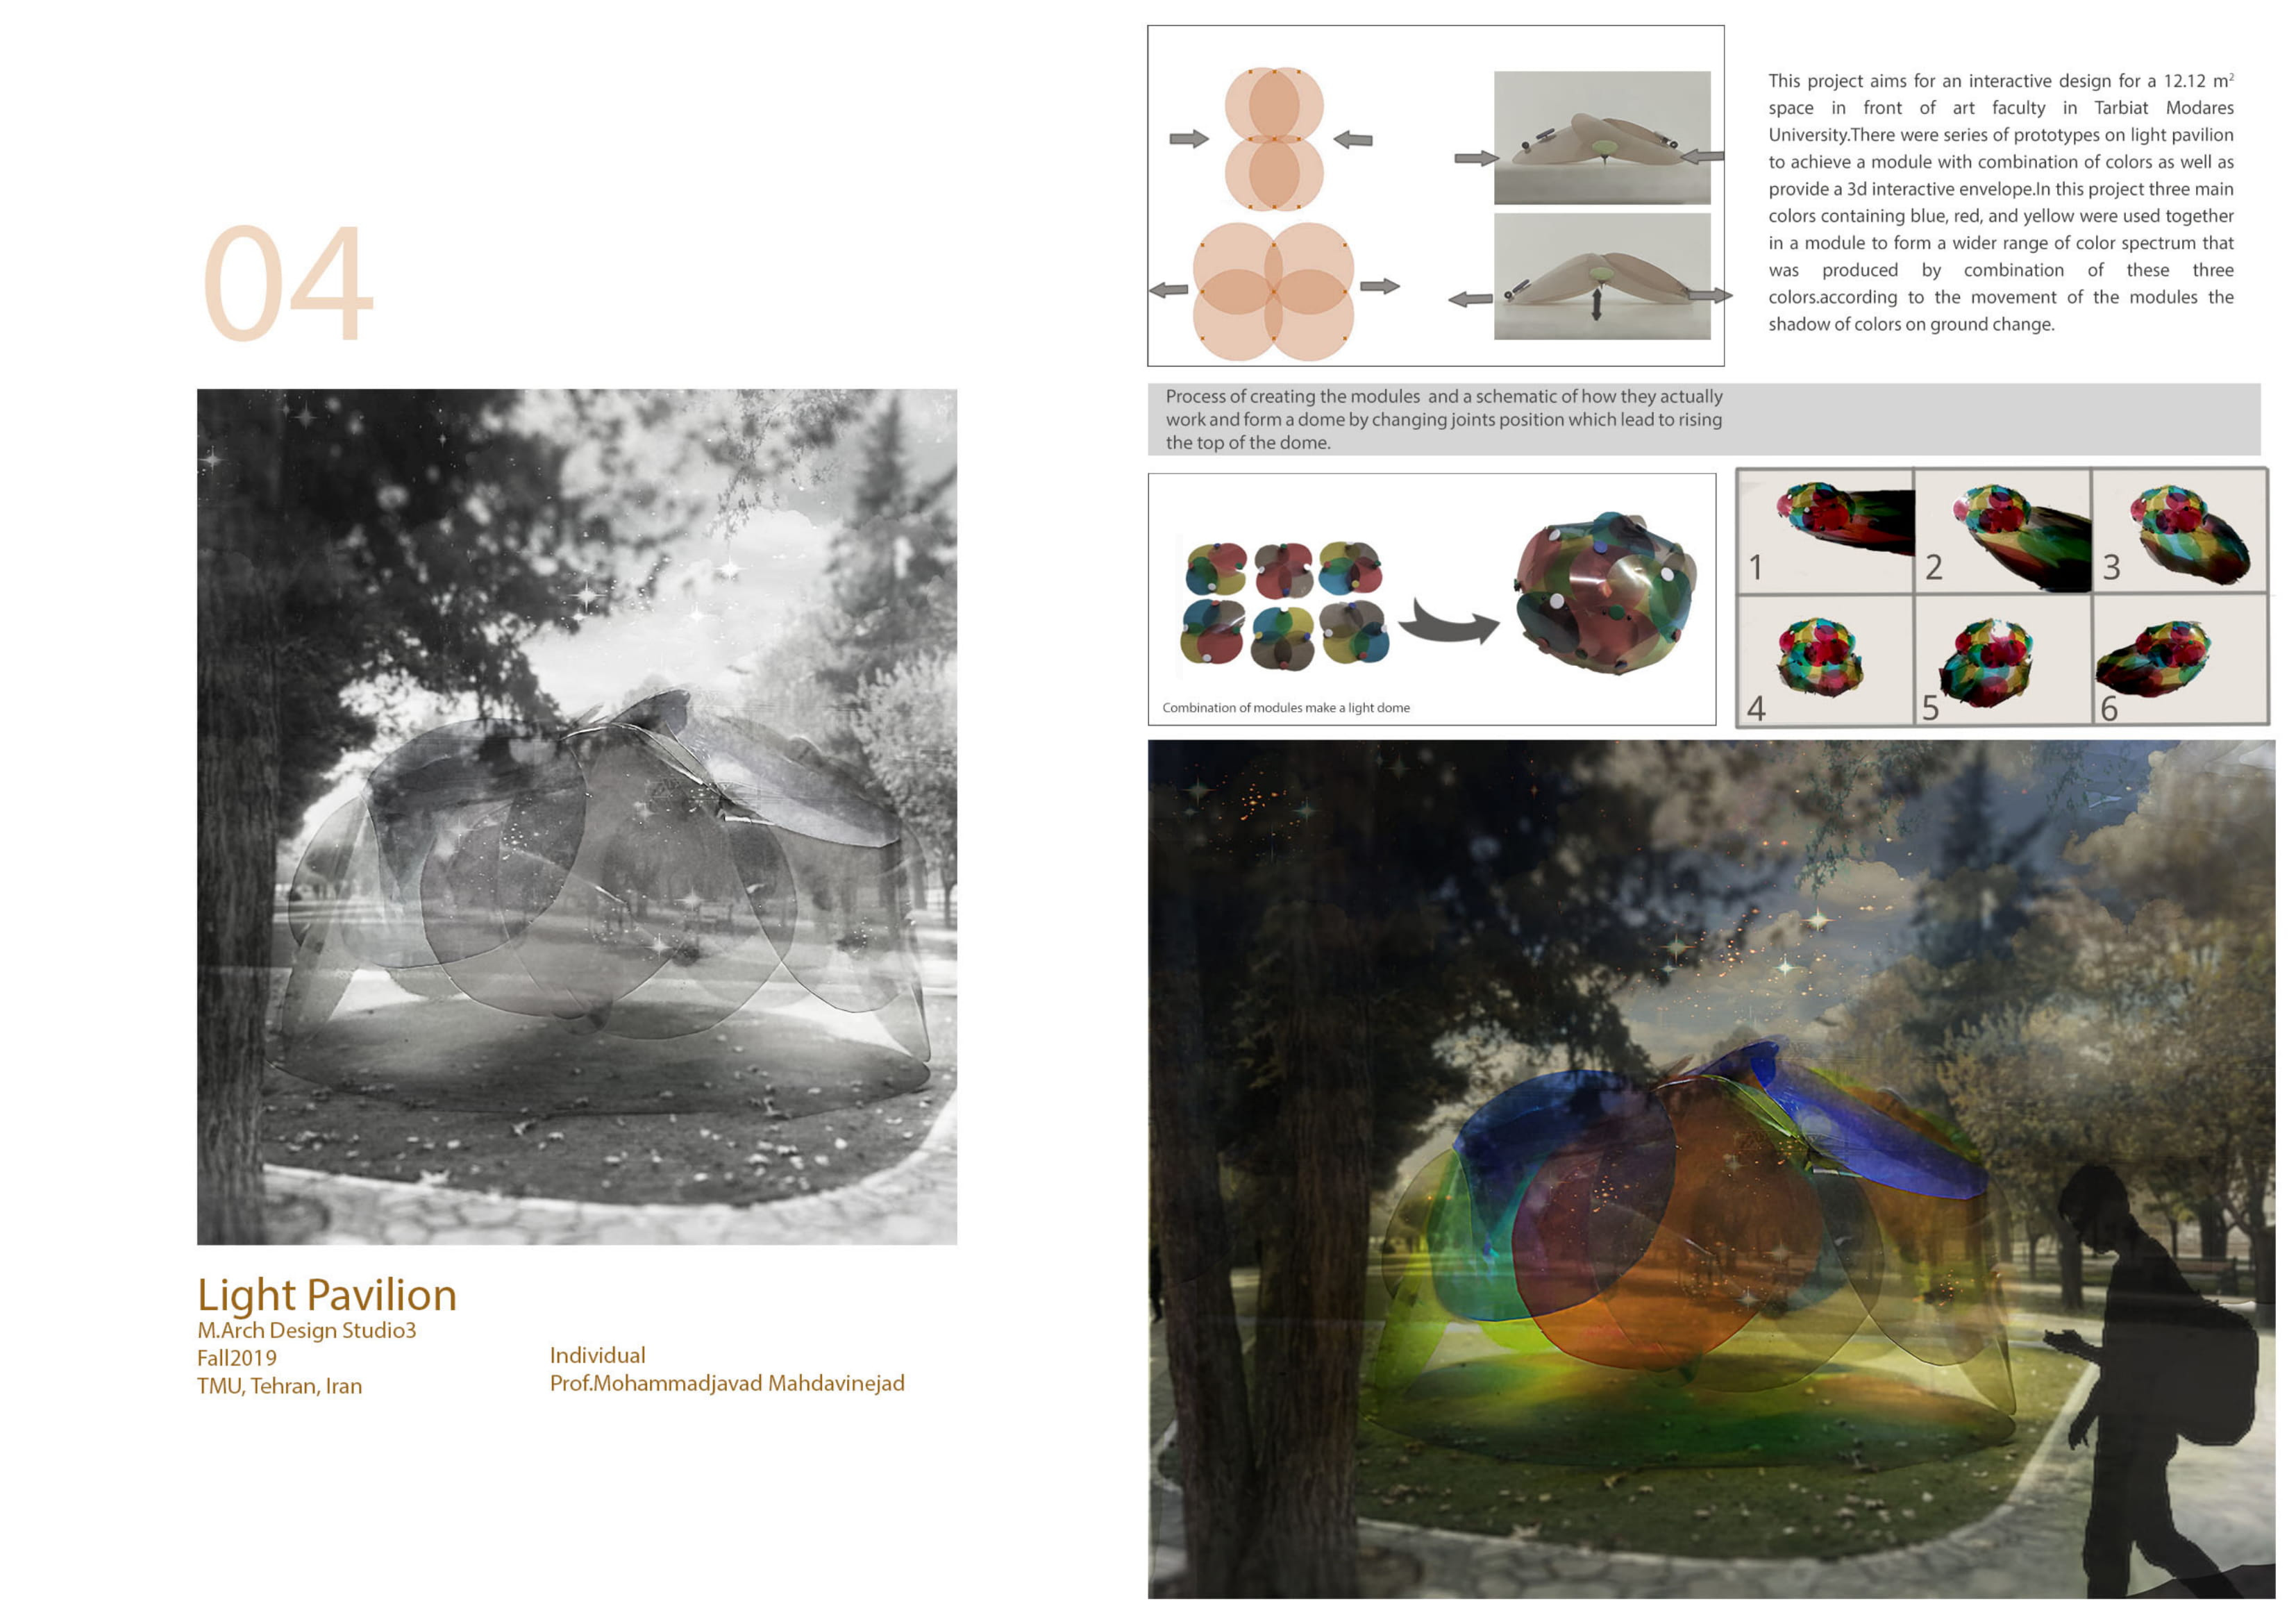 04
Light Pavilion
M.Arch Design Studio3
Fall2019
TMU, Tehran, Iran
Individual
Prof.Mohammadjavad Mahdavinejad
This project aims for an interactive design for a 12.12 m²
space in front of art faculty in Tarbiat Modares
University.There were series of prototypes on light pavilion
to achieve a module with combination of colors as well as
provide a 3d interactive envelope.In this project three main
colors containing blue, red, and yellow were used together
in a module to form a wider range of color spectrum that
was produced by combination of these three
colors.according to the movement of the modules the
shadow of colors on ground change.
Process of creating the modules and a schematic of how they actually
work and form a dome by changing joints position which lead to rising
the top of the dome.
Combination of modules make a light dome
1
2
3
4
5
6